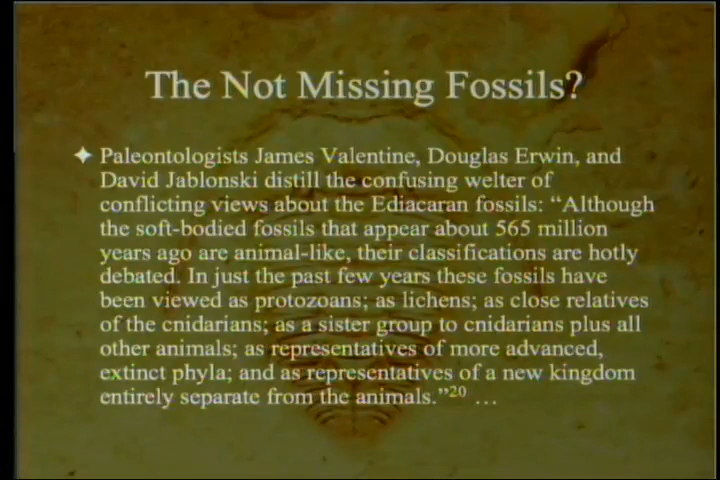 The Not Missing Fossils?
✦ Paleontologists James Valentine, Douglas Erwin, and
David Jablonski distill the confusing welter of
conflicting views about the Ediacaran fossils: “Although
the soft-bodied fossils that appear about 565 million
years ago are animal-like, their classifications are hotly
debated. In just the past few years these fossils have
been viewed as protozoans; as lichens; as close relatives
of the cnidarians; as a sister group to cnidarians plus all
other animals; as representatives of more advanced,
extinct phyla; and as representatives of a new kingdom
entirely separate from the animals.”20 …